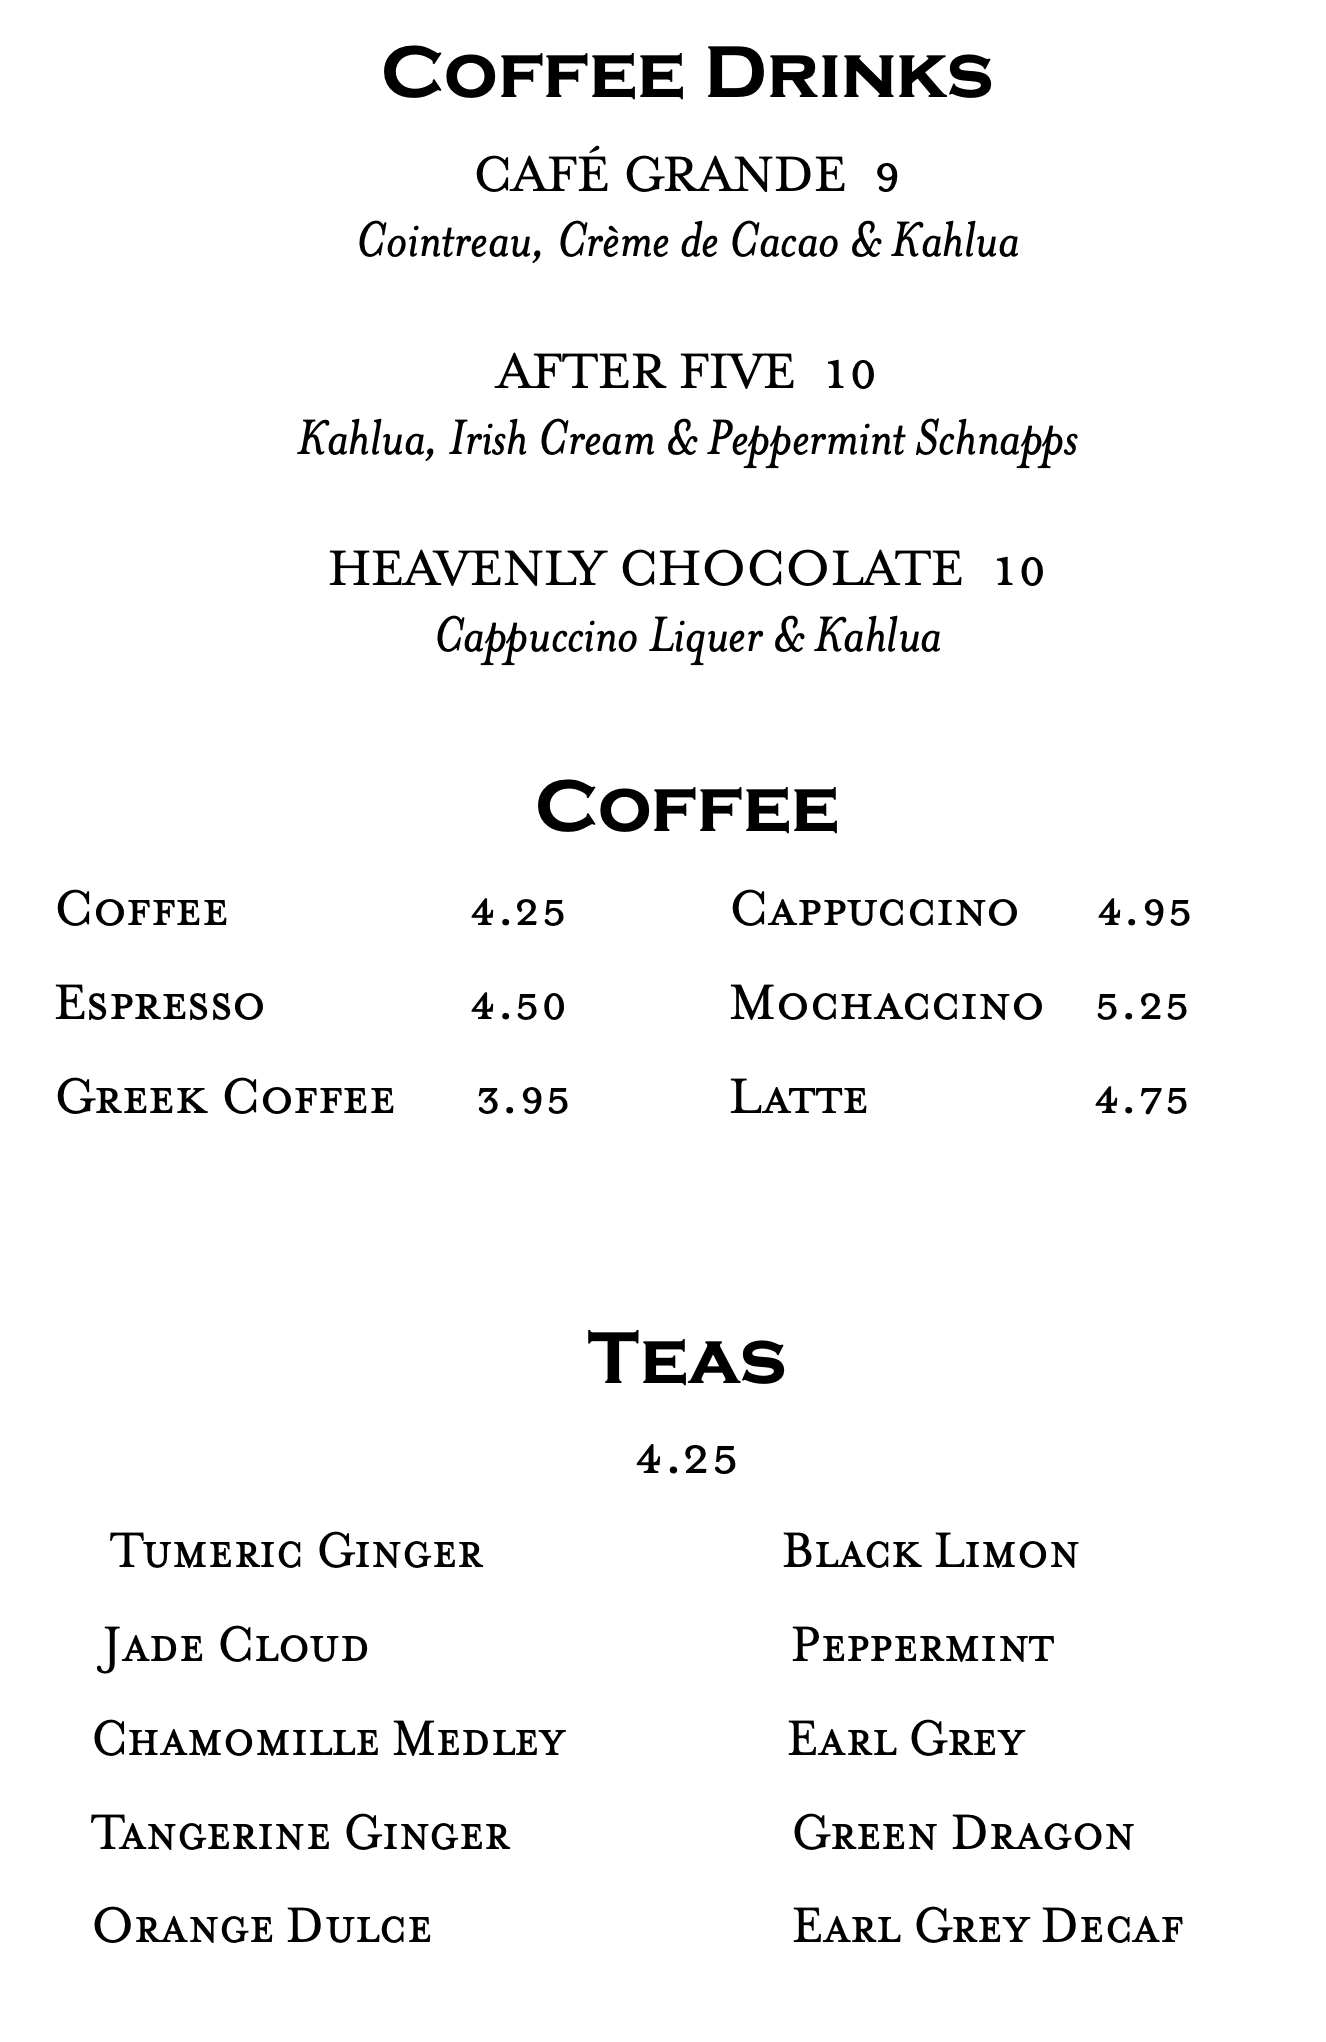 Coffee Drinks
CAFÉ GRANDE 9
Cointreau, Crème de Cacao & Kahlua
AFTER FIVE 10
Kahlua, Irish Cream & Peppermint Schnapps
HEAVENLY CHOCOLATE 10
Cappuccino Liquer & Kahlua
Coffee
Coffee 4.25 Cappuccino 4.95
Espresso 4.50 Mochaccino 5.25
Greek Coffee 3.95 Latte 4.75
Teas
4.25
Tumeric Ginger Black Limon
Jade Cloud Peppermint
Chamomille Medley Earl Grey
Tangerine Ginger Green Dragon
Orange Dulce Earl Grey Decaf